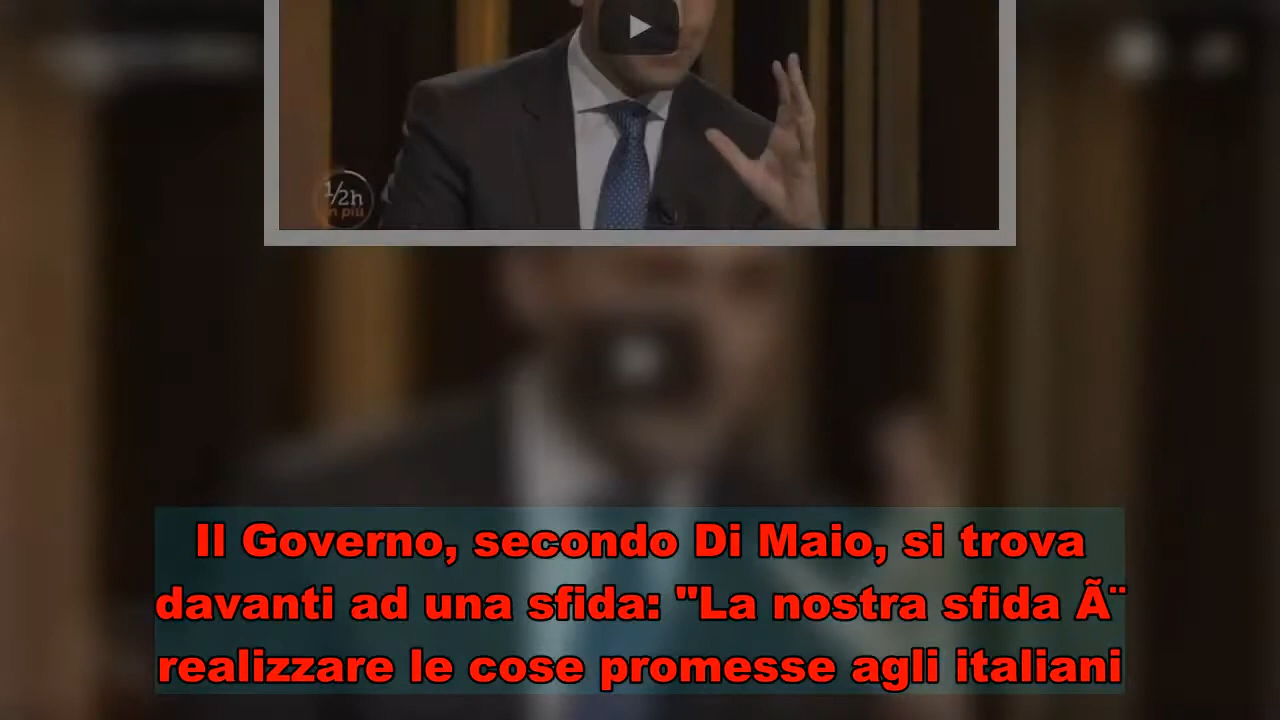 1/2h
in più
Il Governo, secondo Di Maio, si trova
davanti ad una sfida: "La nostra sfida Ã¨
realizzare le cose promesse agli italiani